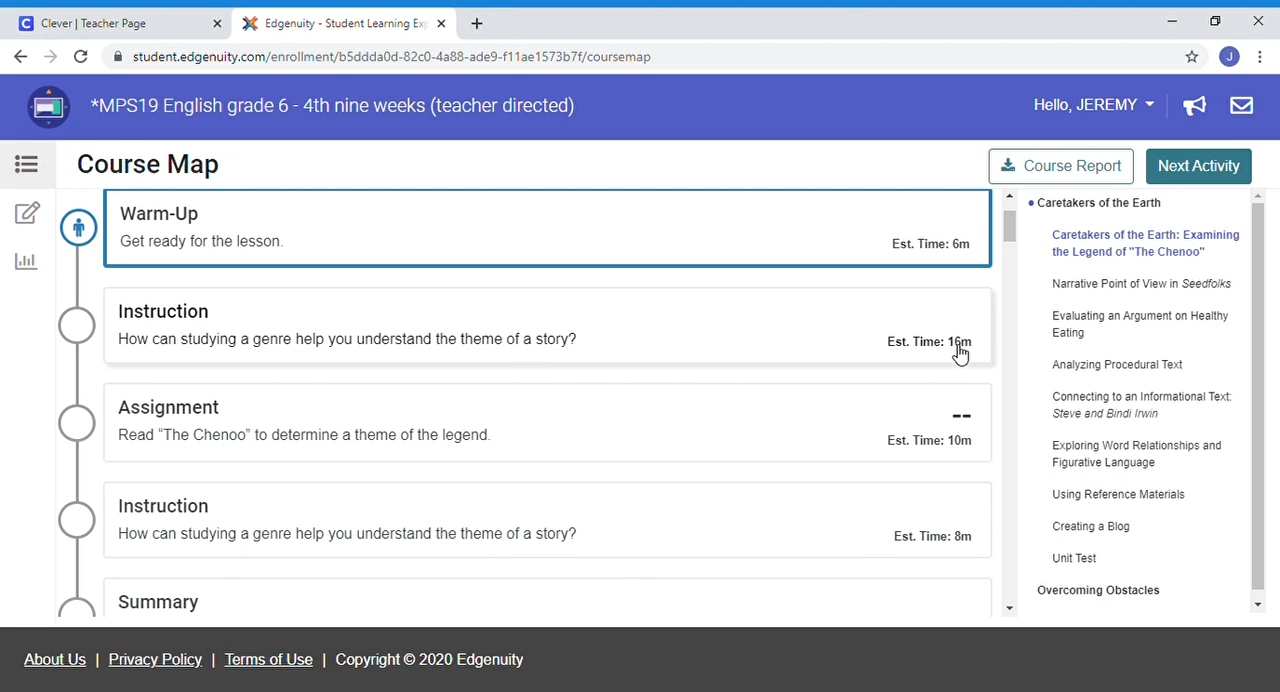 Clever | Teacher Page
Edgenuity - Student Learning Exp
student.edgenuity.com/enrollment/b5ddda0d-82c0-4a88-ade9-f11ae1573b7f/coursemap
J
*MPS19 English grade 6 - 4th nine weeks (teacher directed)
Hello, JEREMY
Course Map
Course Report
Next Activity
Warm-Up
Get ready for the lesson.
Est. Time: 6m
Instruction
How can studying a genre help you understand the theme of a story?
Est. Time: 16m
Assignment
--
Read “The Chenoo” to determine a theme of the legend.
Est. Time: 10m
Instruction
How can studying a genre help you understand the theme of a story?
Est. Time: 8m
Summary
Caretakers of the Earth
Caretakers of the Earth: Examining
the Legend of "The Chenoo"
Narrative Point of View in Seedfolks
Evaluating an Argument on Healthy
Eating
Analyzing Procedural Text
Connecting to an Informational Text:
Steve and Bindi Irwin
Exploring Word Relationships and
Figurative Language
Using Reference Materials
Creating a Blog
Unit Test
Overcoming Obstacles
About Us | Privacy Policy | Terms of Use | Copyright © 2020 Edgenuity